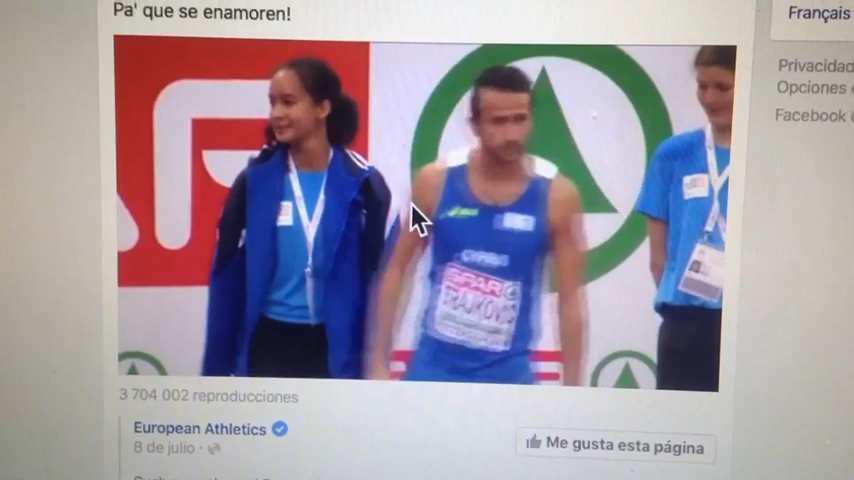 Pa' que se enamoren!
Français
Privacidad
Opciones
Facebook
SPAR
3 704 002 reproducciones
European Athletics
8 de julio
Me gusta esta página